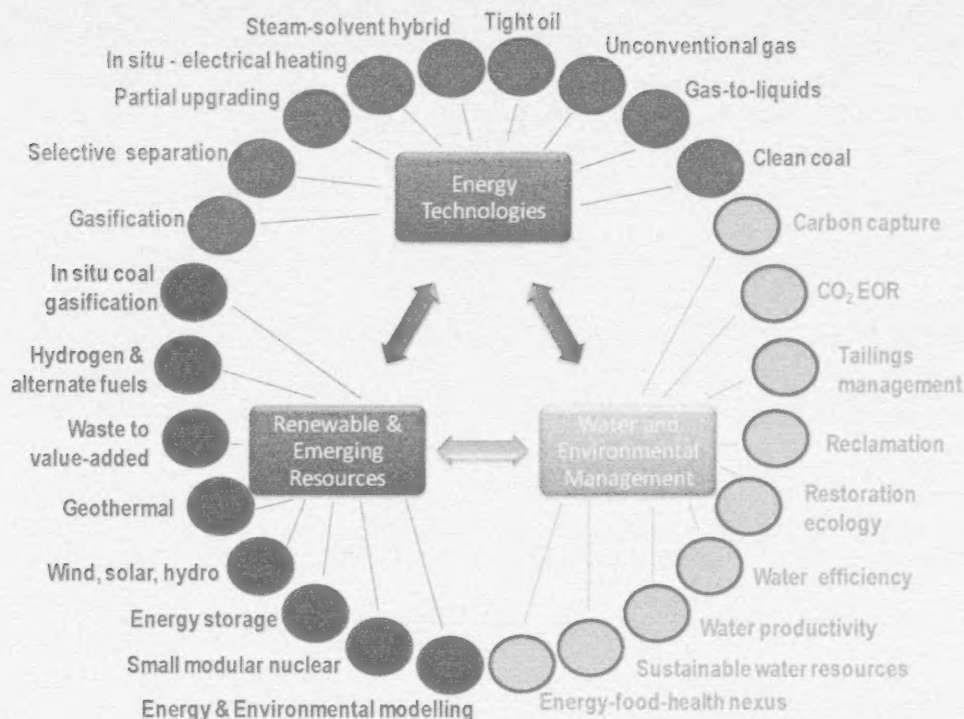 Steam-solvent hybrid
Tight oil
In situ - electrical heating
Unconventional gas
Partial upgrading
Gas-to-liquids
Selective separation
Clean coal
Energy
Technologies
Gasification
Carbon capture
In situ coal
gasification
CO₂ EOR
Hydrogen &
alternate fuels
Tailings
management
Waste to
value-added
Renewable &
Emerging
Resources
Water and
Environmental
Management
Reclamation
Geothermal
Restoration
ecology
Wind, solar, hydro
Water efficiency
Energy storage
Water productivity
Small modular nuclear
Sustainable water resources
Energy & Environmental modelling
Energy-food-health nexus